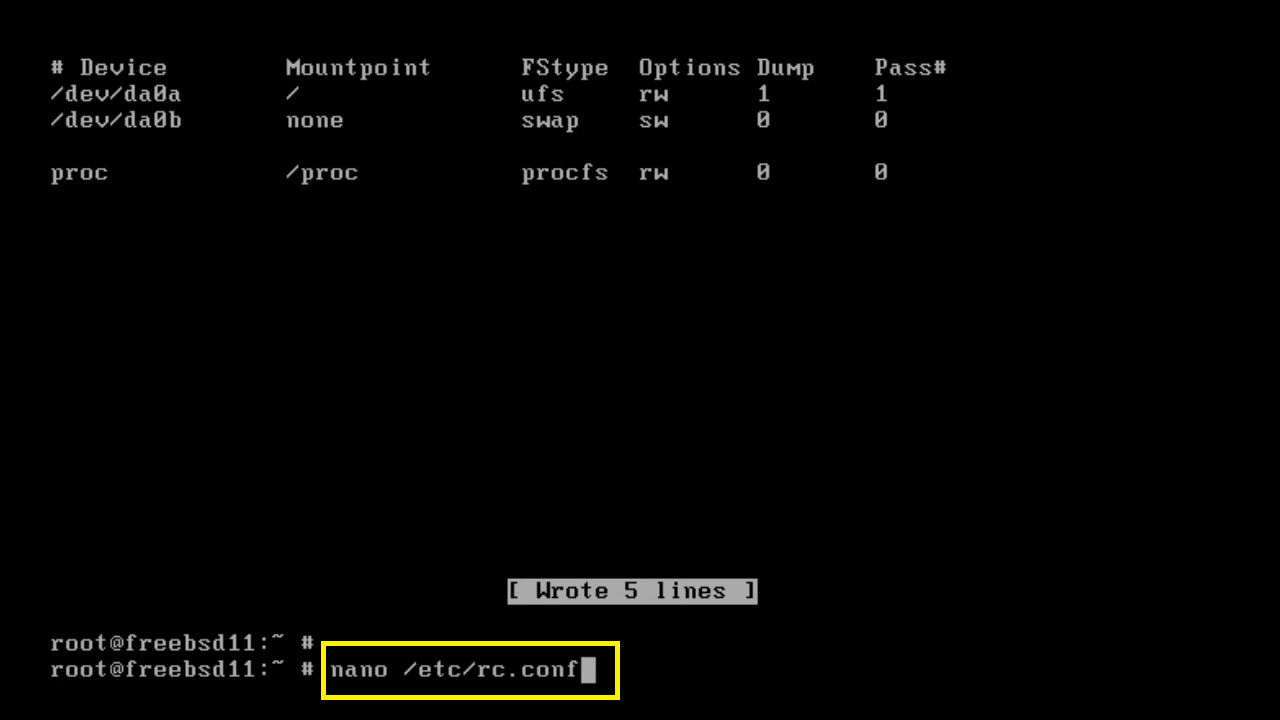 # Device Mountpoint FStype Options Dump Pass#
/dev/da0a / ufs rw 1 1
/dev/da0b none swap sw 0 0
proc /proc procfs rw 0 0
[ Wrote 5 lines ]
root@freebsd11:~ #
root@freebsd11:~ # nano /etc/rc.conf